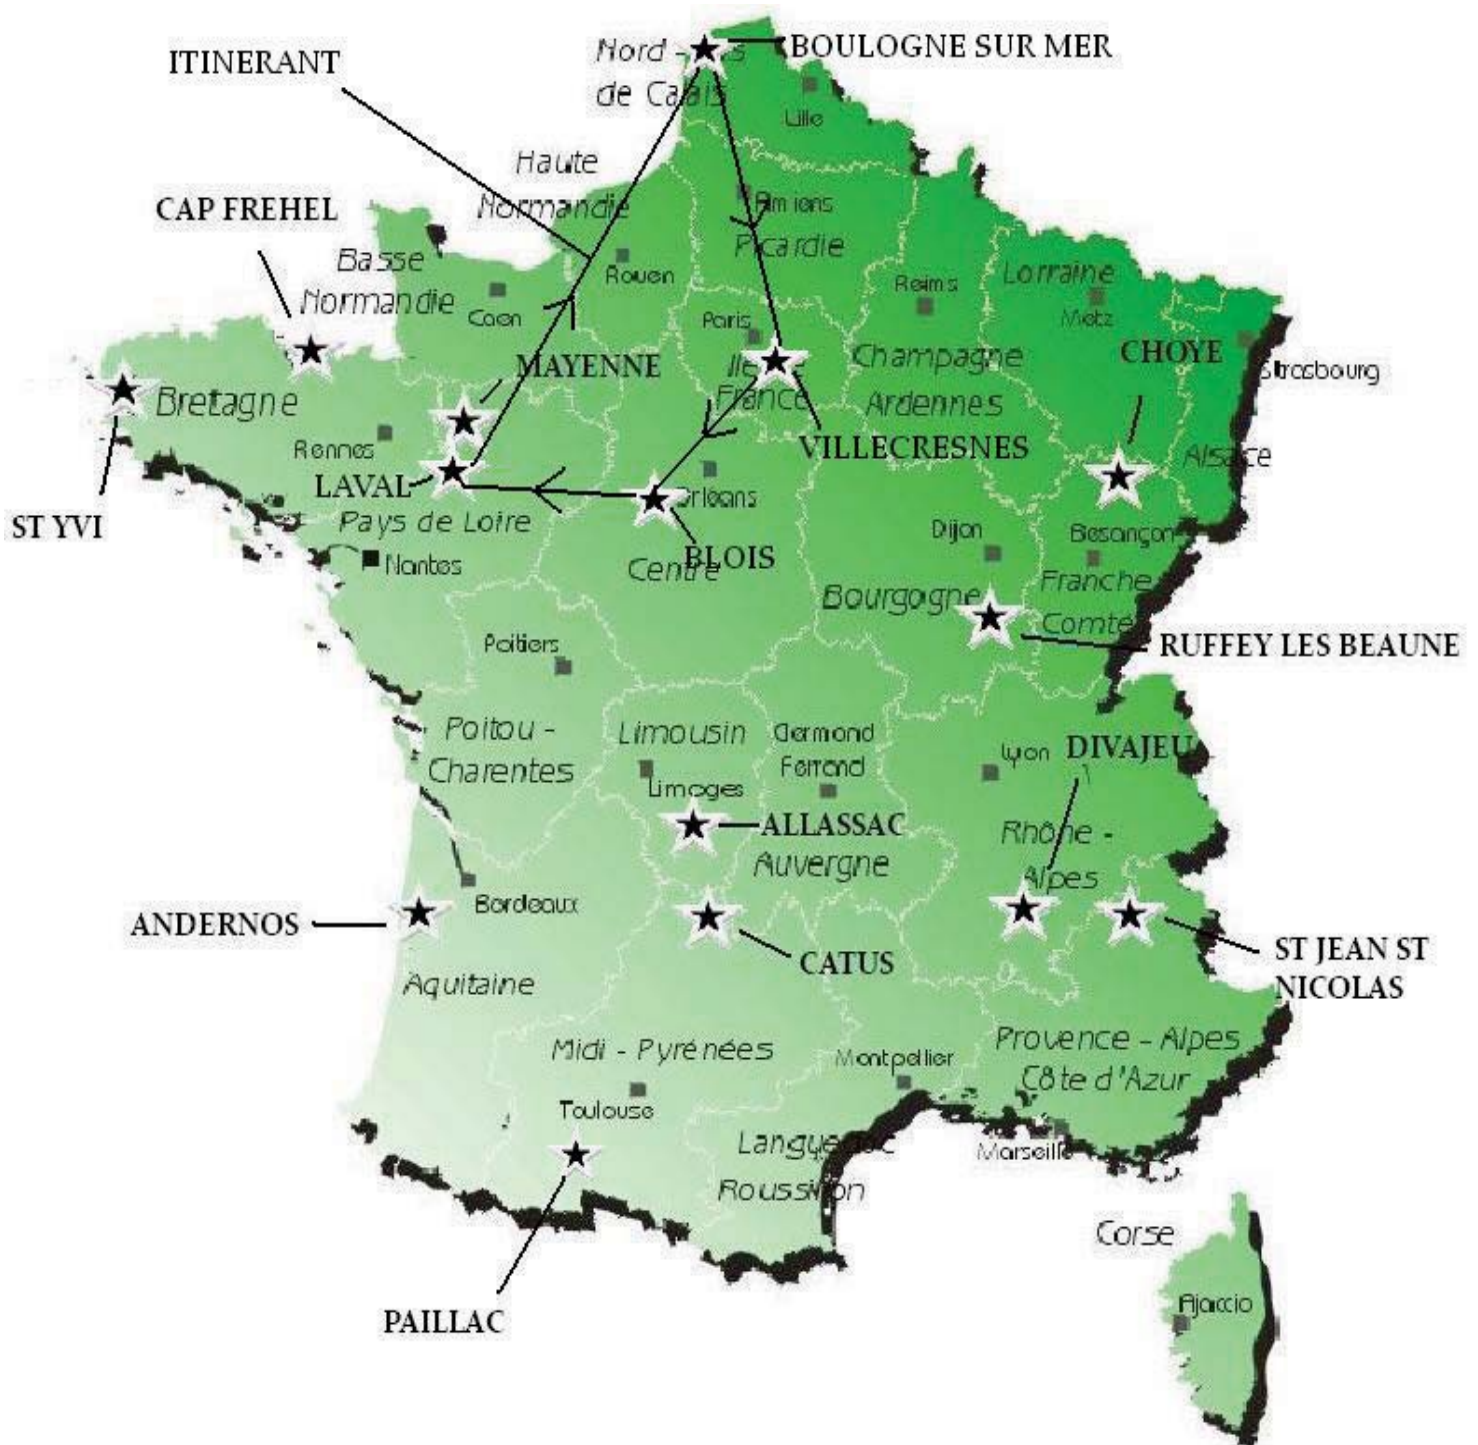 BOULOGNE SUR MER
ITINERANT
Nord -
de Calais
Lille
Haute
Normandie
CAP FREHEL
Amiens
Picardie
Basse
Normandie
Rouen
Caen
Reims
Lorraine
Metz
Paris
MAYENNE
Ile de
France
Champagne
Ardennes
CHOYE
Strasbourg
Bretagne
Rennes
VILLECRESNES
Alsace
LAVAL
Orléans
ST YVI
Pays de Loire
Nantes
BLOIS
Centre
Dijon
Besançon
Bourgogne
Franche
Comte
RUFFEY LES BEAUNE
Poitiers
Poitou -
Charentes
Limousin
Limoges
Clermond
Ferrand
Lyon
DIVAJEU
ALLASSAC
Auvergne
Rhône -
Alpes
ANDERNOS
Bordeaux
CATUS
ST JEAN ST
NICOLAS
Aquitaine
Midi - Pyrénées
Montpellier
Provence - Alpes
Côte d'Azur
Toulouse
Languedoc
Roussillon
Marseille
PAILLAC
Corse
Ajaccio